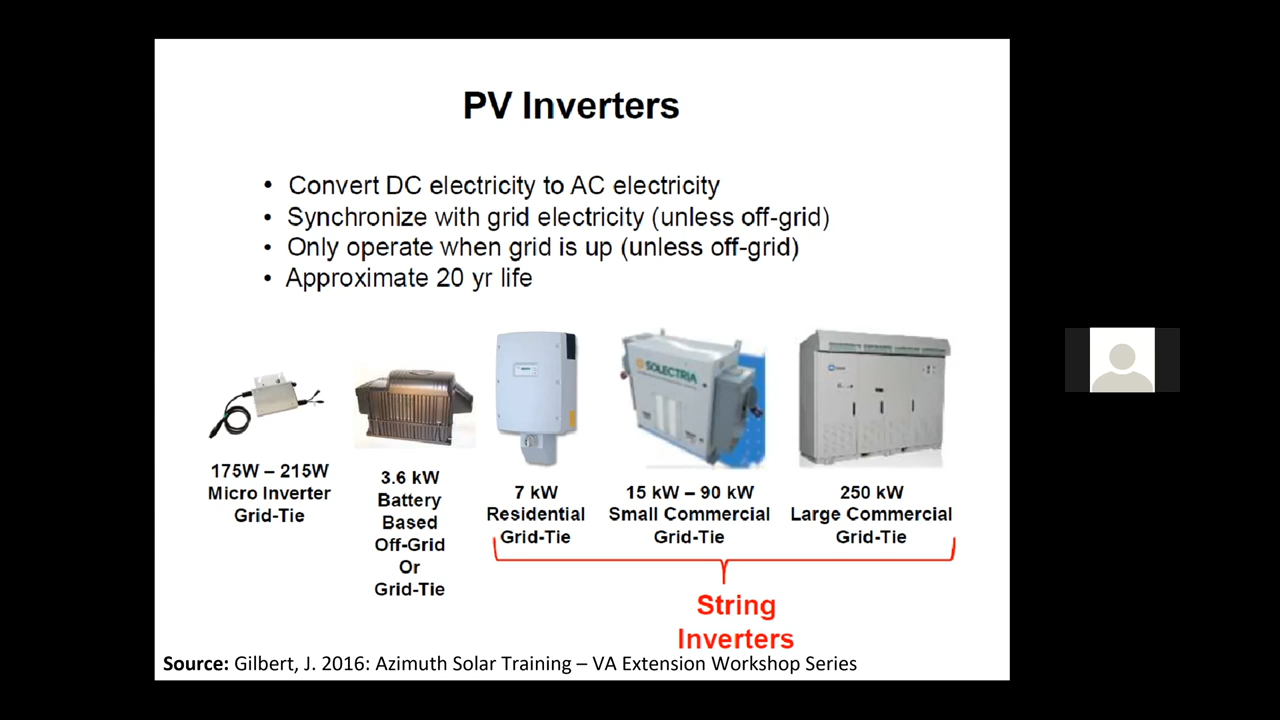 PV Inverters
• Convert DC electricity to AC electricity
• Synchronize with grid electricity (unless off-grid)
• Only operate when grid is up (unless off-grid)
• Approximate 20 yr life
SOLECTRIA
175W – 215W
Micro Inverter
Grid-Tie
3.6 kW
Battery
Based
Off-Grid
Or
Grid-Tie
7 kW
Residential
Grid-Tie
15 kW – 90 kW
Small Commercial
Grid-Tie
250 kW
Large Commercial
Grid-Tie
String
Inverters
Source: Gilbert, J. 2016: Azimuth Solar Training – VA Extension Workshop Series